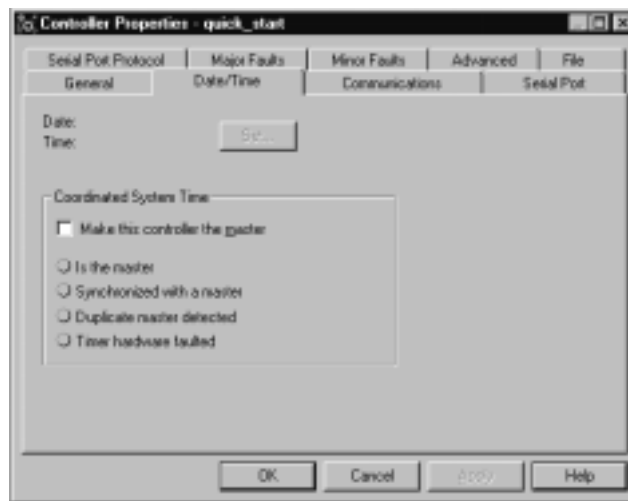 Controller Properties - quick_start
Serial Port Protocol Major Faults Minor Faults Advanced File
General Date/Time Communications Serial Port
Date:
Time:
Set...
Coordinated System Time
Make this controller the master
Is the master
Synchronized with a master
Duplicate master detected
Timer hardware faulted
OK Cancel Apply Help